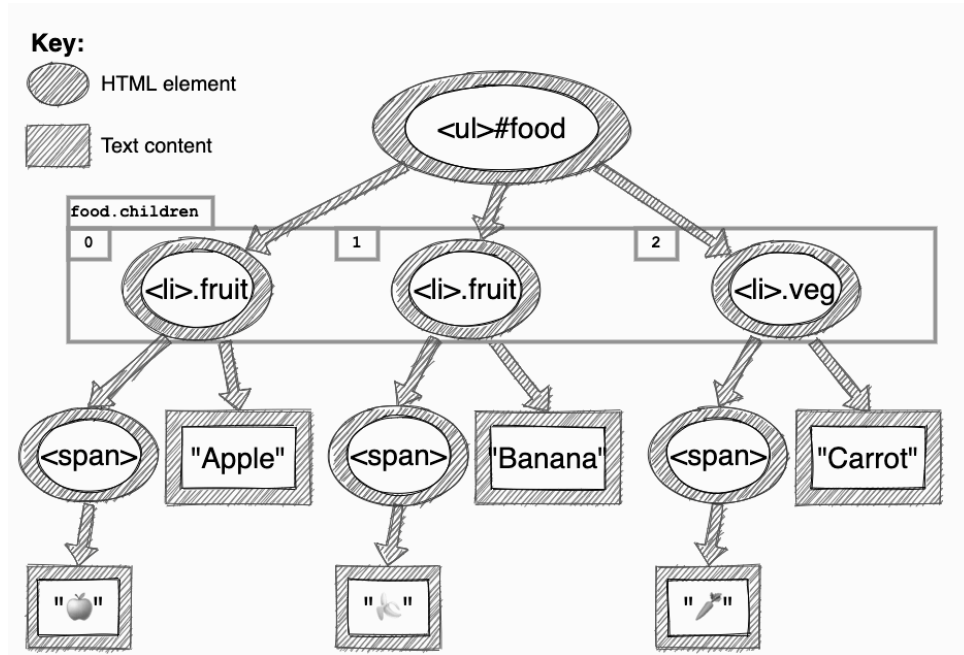 Key:
HTML element
Text content
<ul>#food
food.children
0
1
2
<li>.fruit
<li>.fruit
<li>.veg
<span>
"Apple"
<span>
"Banana"
<span>
"Carrot"
"🍎"
"🍌"
"🥕"